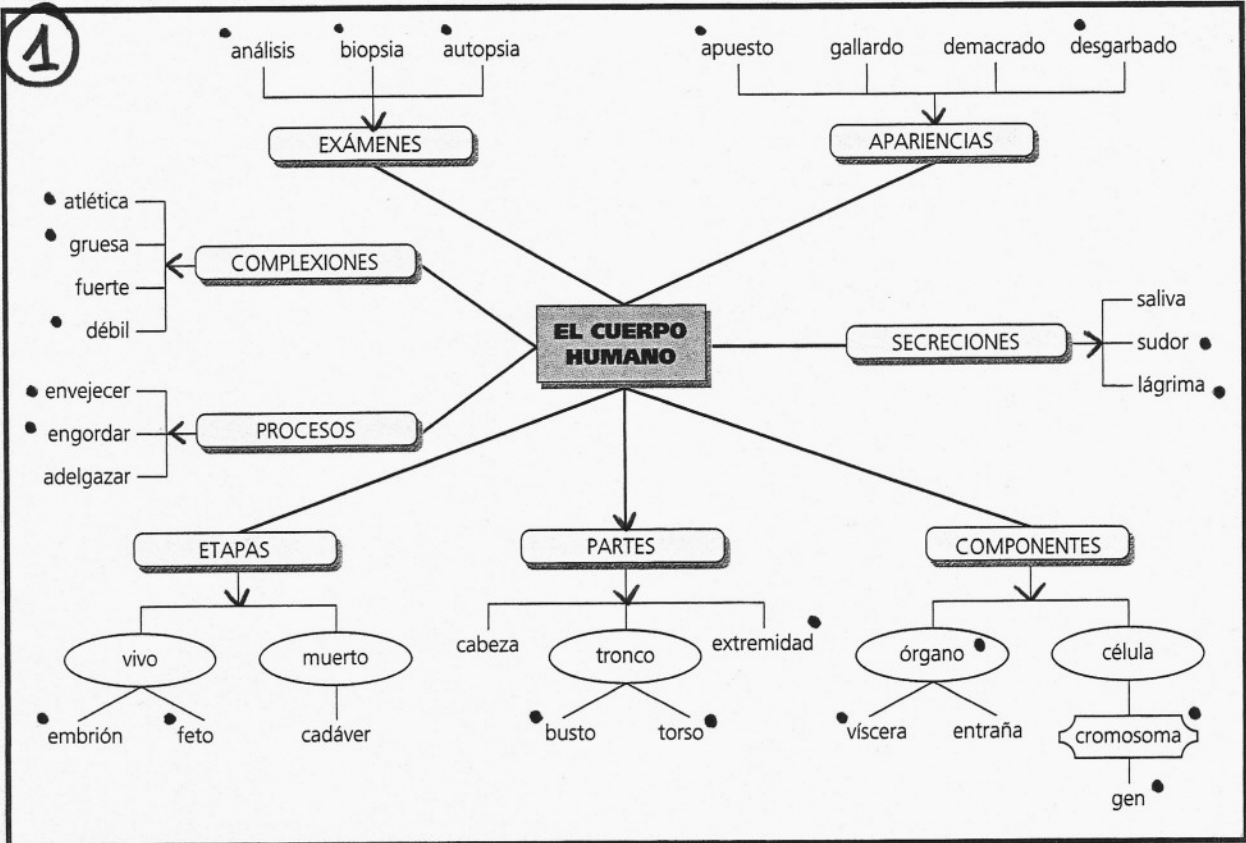 1
análisis biopsia autopsia
apuesto gallardo demacrado desgarbado
EXÁMENES
APARIENCIAS
atlética
gruesa
fuerte
débil
COMPLEXIONES
EL CUERPO
HUMANO
SECRECIONES
saliva
sudor
lágrima
envejecer
engordar
adelgazar
PROCESOS
ETAPAS
PARTES
COMPONENTES
vivo
muerto
embrión
feto
cadáver
cabeza
tronco
extremidad
busto
torso
órgano
célula
víscera
entraña
cromosoma
gen